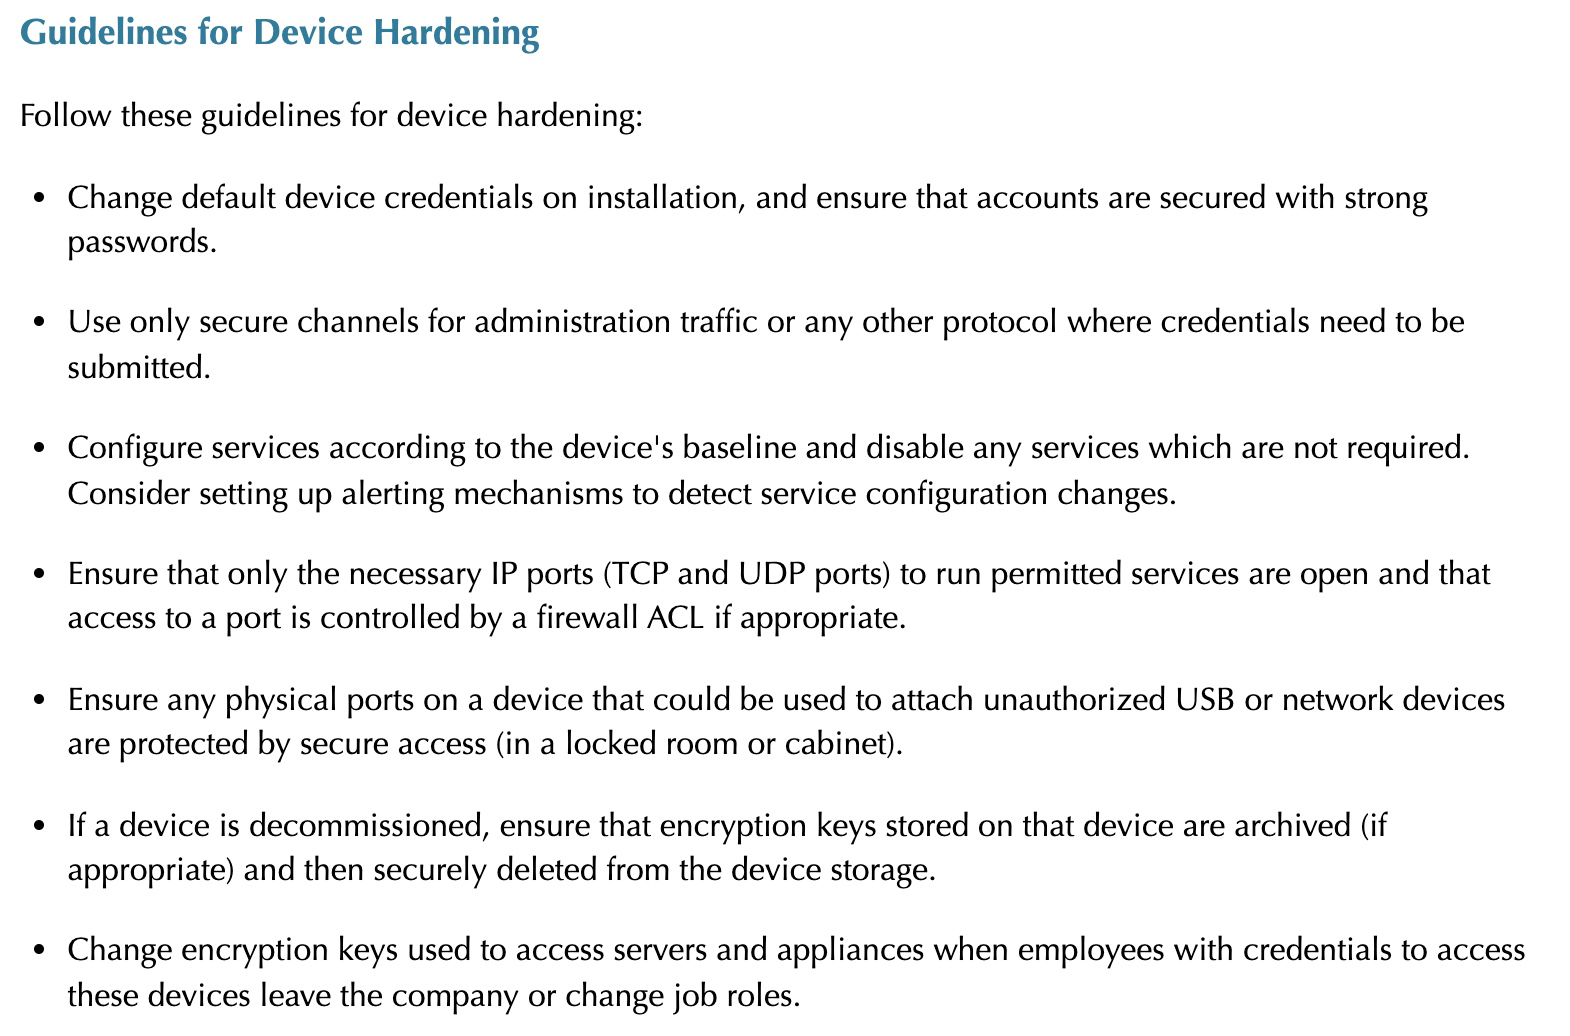 Guidelines for Device Hardening
Follow these guidelines for device hardening:
• Change default device credentials on installation, and ensure that accounts are secured with strong
passwords.
• Use only secure channels for administration traffic or any other protocol where credentials need to be
submitted.
• Configure services according to the device's baseline and disable any services which are not required.
Consider setting up alerting mechanisms to detect service configuration changes.
• Ensure that only the necessary IP ports (TCP and UDP ports) to run permitted services are open and that
access to a port is controlled by a firewall ACL if appropriate.
• Ensure any physical ports on a device that could be used to attach unauthorized USB or network devices
are protected by secure access (in a locked room or cabinet).
• If a device is decommissioned, ensure that encryption keys stored on that device are archived (if
appropriate) and then securely deleted from the device storage.
• Change encryption keys used to access servers and appliances when employees with credentials to access
these devices leave the company or change job roles.